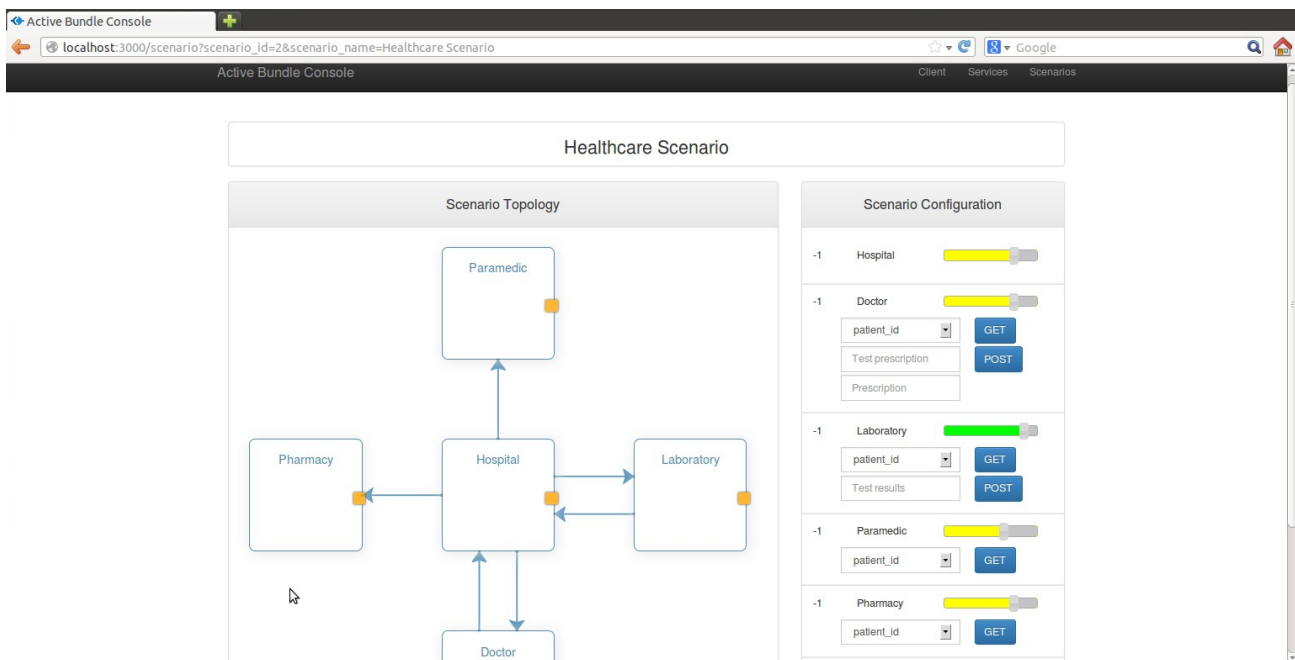 Active Bundle Console
localhost:3000/scenario?scenario_id=2&scenario_name=Healthcare Scenario
Google
Active Bundle Console
Client Services Scenarios
Healthcare Scenario
Scenario Topology
Paramedic
Pharmacy
Hospital
Laboratory
Doctor
Scenario Configuration
-1 Hospital
-1 Doctor
patient_id GET
Test prescription POST
Prescription
-1 Laboratory
patient_id GET
Test results POST
-1 Paramedic
patient_id GET
-1 Pharmacy
patient_id GET